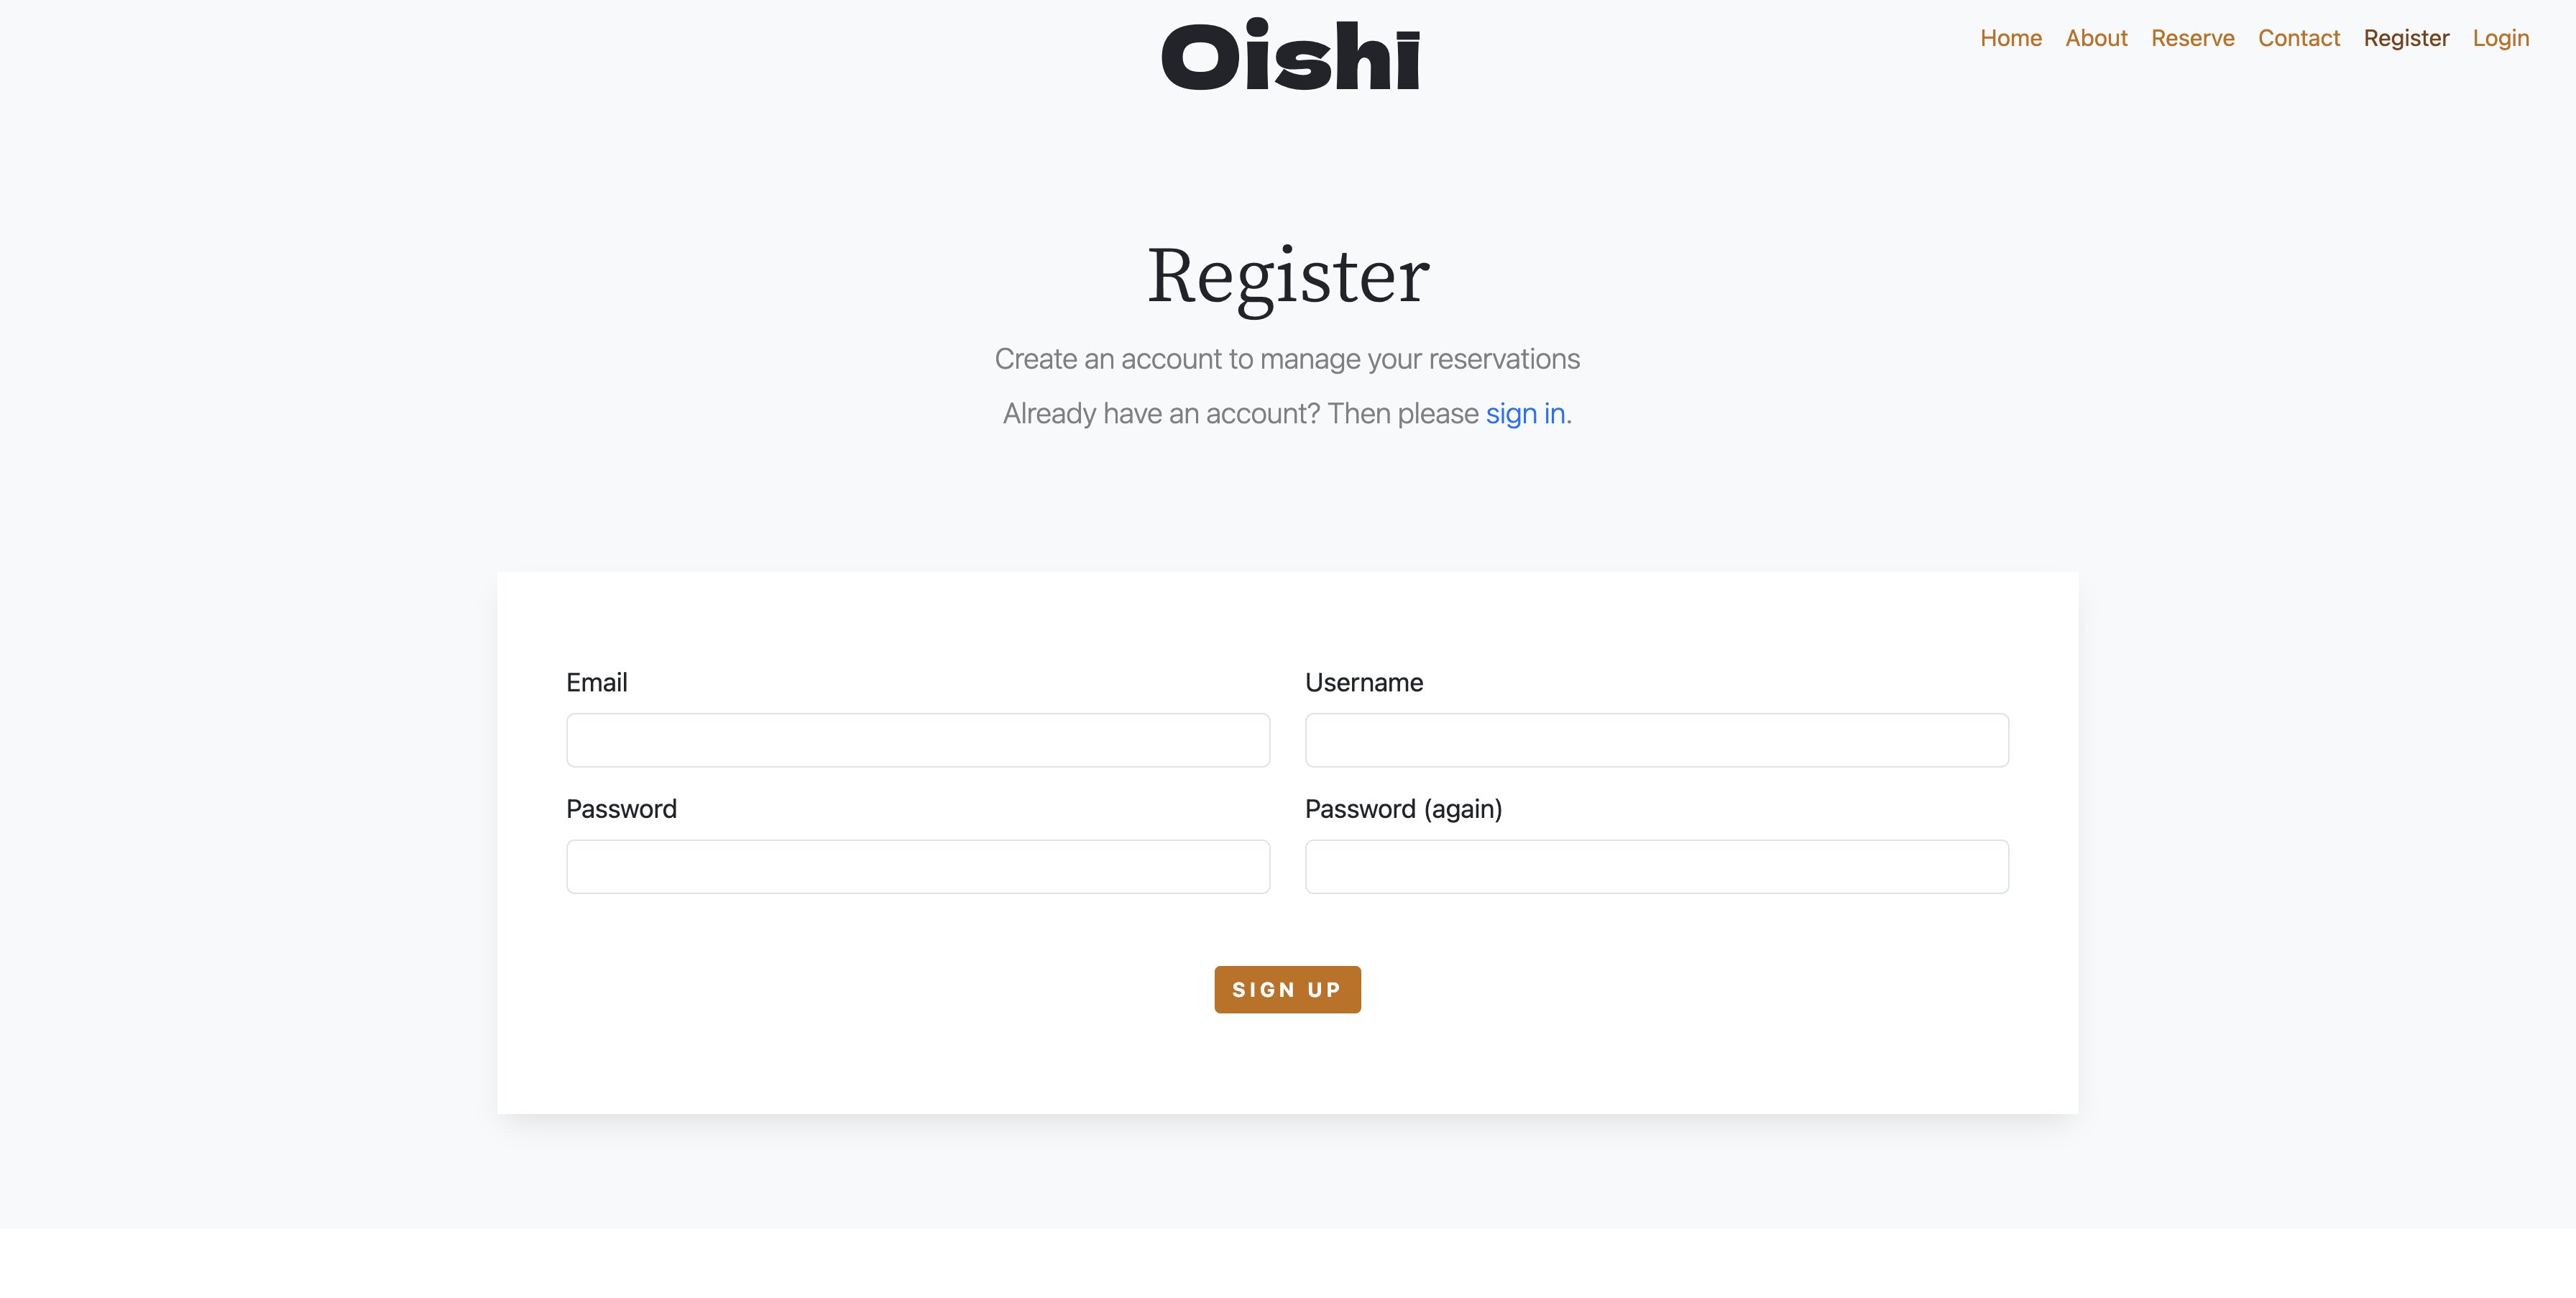 Oishī
Home About Reserve Contact Register Login
Register
Create an account to manage your reservations
Already have an account? Then please sign in.
Email Username
Password Password (again)
SIGN UP